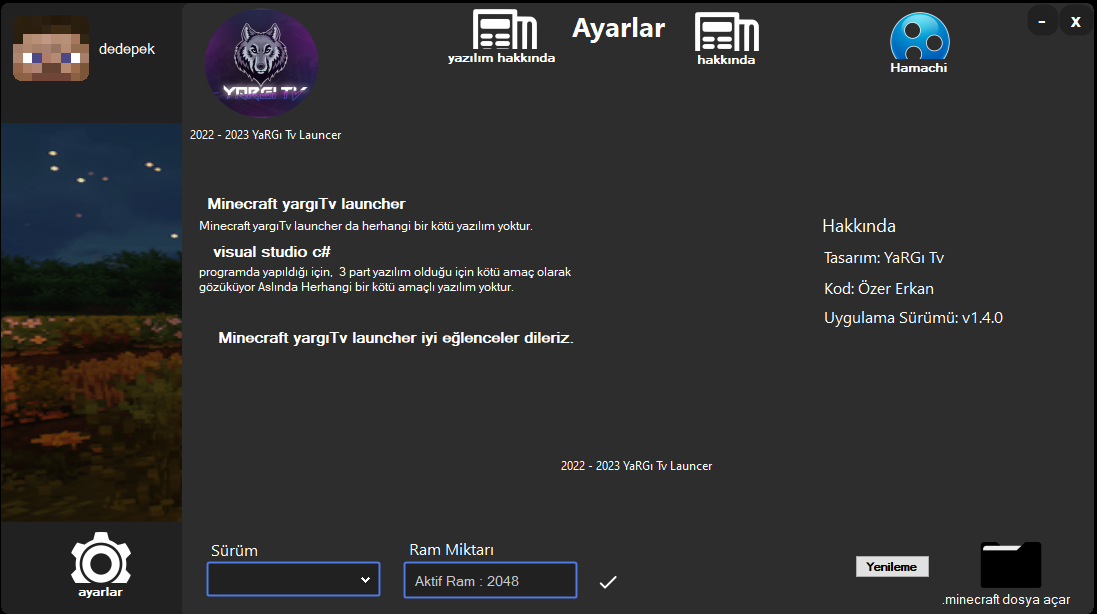 dedepek
YARGI TV
yazılım hakkında
Ayarlar
hakkında
Hamachi
-
x
2022 - 2023 YaRGı Tv Launcer
Minecraft yargıTv launcher
Minecraft yargıTv launcher da herhangi bir kötü yazılım yoktur.
visual studio c#
programda yapıldığı için, 3 part yazılım olduğu için kötü amaç olarak
gözüküyor Aslında Herhangi bir kötü amaçlı yazılım yoktur.
Minecraft yargıTv launcher iyi eğlenceler dileriz.
Hakkında
Tasarım: YaRGı Tv
Kod: Özer Erkan
Uygulama Sürümü: v1.4.0
2022 - 2023 YaRGı Tv Launcer
ayarlar
Sürüm
Ram Miktarı
Aktif Ram : 2048
Yenileme
.minecraft dosya açar